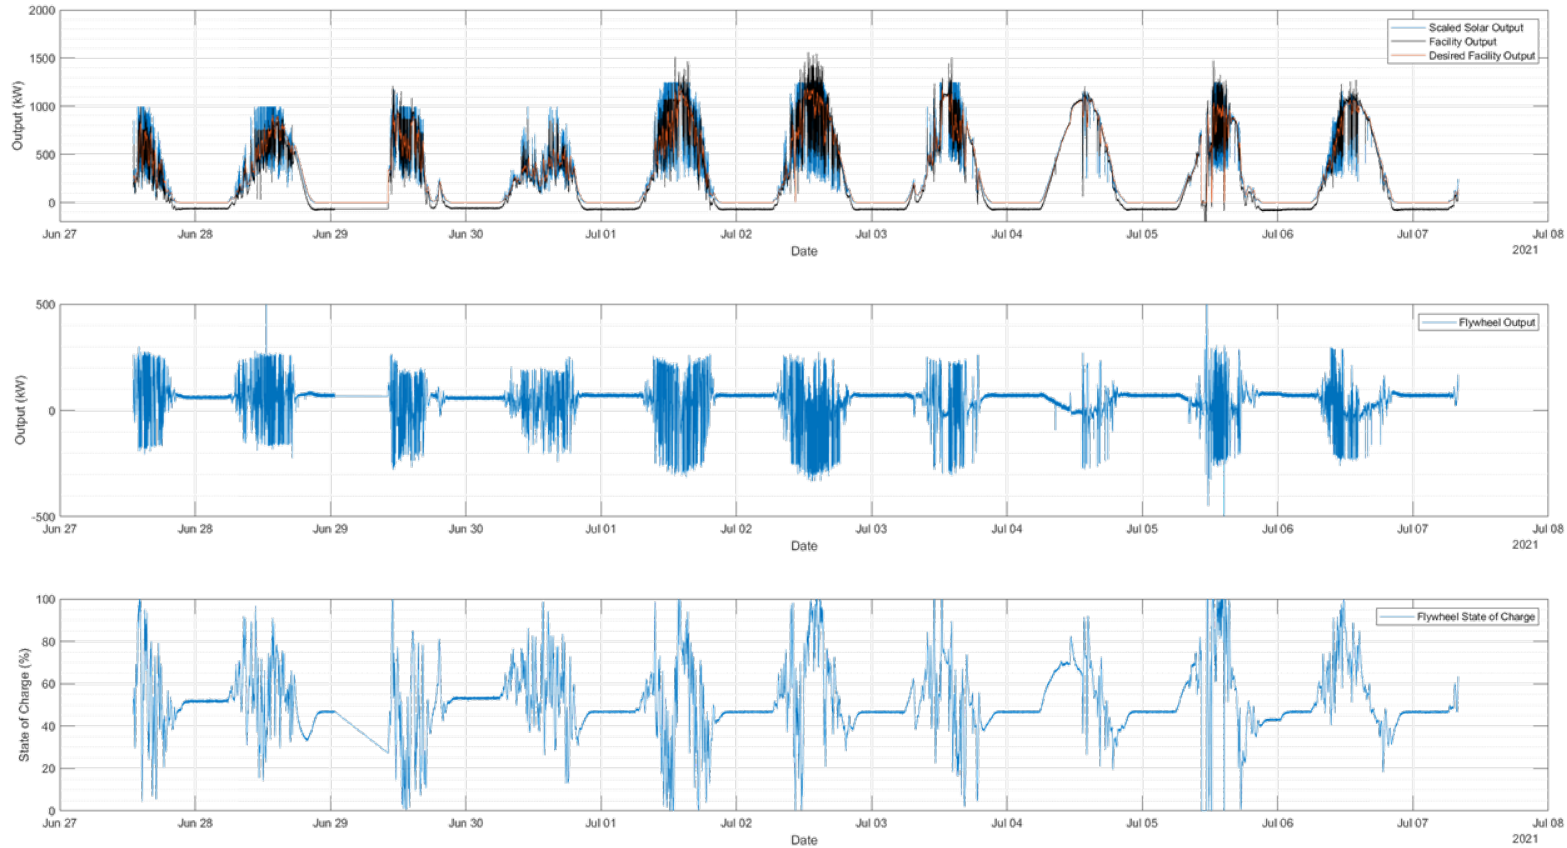 2000
1500
1000
500
0
Output (kW)
Scaled Solar Output
Facility Output
Desired Facility Output
Jun 27 Jun 28 Jun 29 Jun 30 Jul 01 Jul 02 Jul 03 Jul 04 Jul 05 Jul 06 Jul 07 Jul 08
Date
2021
500
0
-500
Output (kW)
Flywheel Output
Jun 27 Jun 28 Jun 29 Jun 30 Jul 01 Jul 02 Jul 03 Jul 04 Jul 05 Jul 06 Jul 07 Jul 08
Date
2021
100
80
60
40
20
0
State of Charge (%)
Flywheel State of Charge
Jun 27 Jun 28 Jun 29 Jun 30 Jul 01 Jul 02 Jul 03 Jul 04 Jul 05 Jul 06 Jul 07 Jul 08
Date
2021